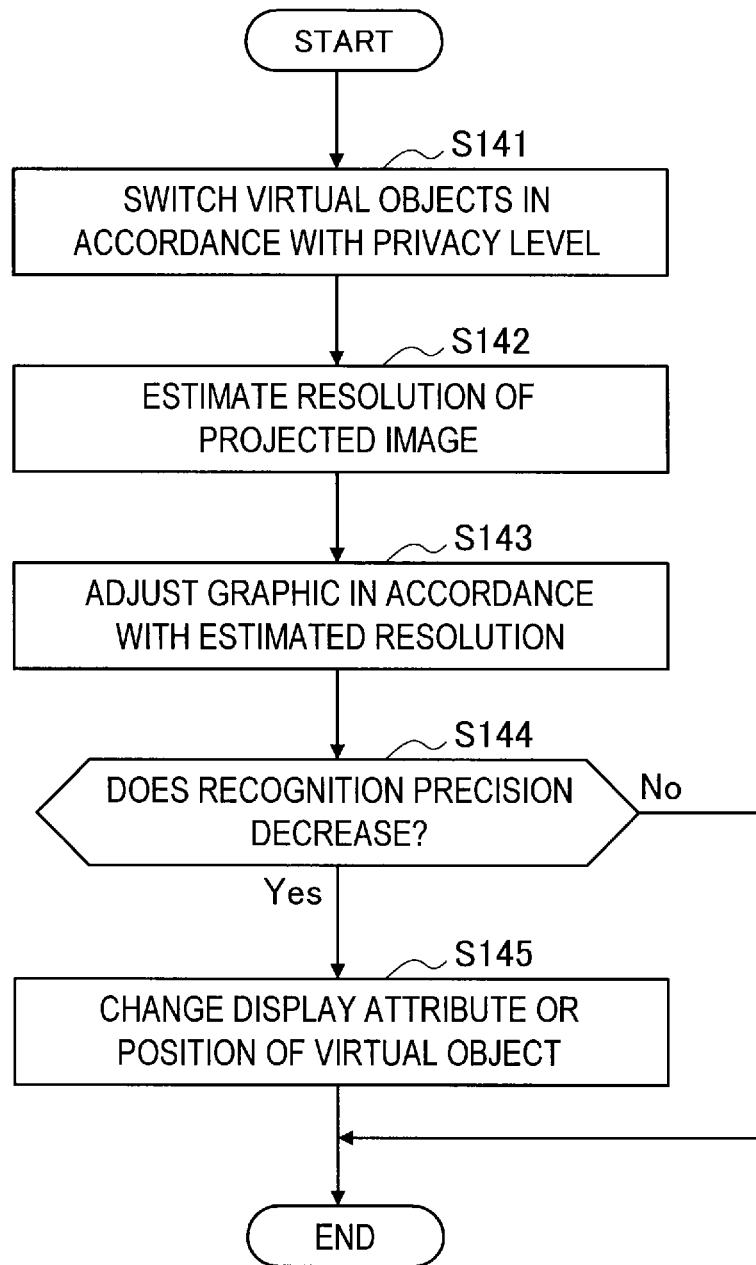 START
S141
SWITCH VIRTUAL OBJECTS IN
ACCORDANCE WITH PRIVACY LEVEL
S142
ESTIMATE RESOLUTION OF
PROJECTED IMAGE
S143
ADJUST GRAPHIC IN ACCORDANCE
WITH ESTIMATED RESOLUTION
S144
DOES RECOGNITION PRECISION
DECREASE?
No
Yes
S145
CHANGE DISPLAY ATTRIBUTE OR
POSITION OF VIRTUAL OBJECT
END